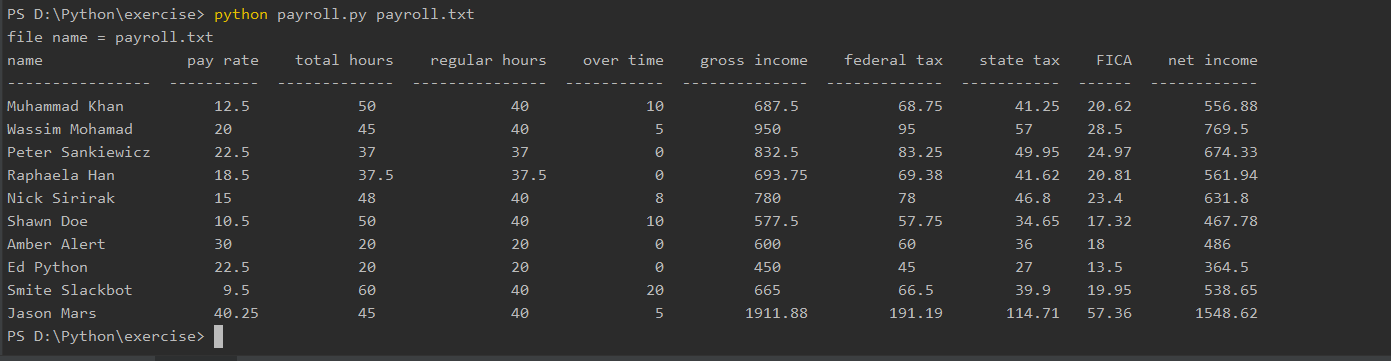 PS D:\Python\exercise> python payroll.py payroll.txt
file name = payroll.txt
name                pay rate    total hours    regular hours    over time    gross income    federal tax    state tax    FICA    net income
----------------  ----------  -------------  ---------------  -----------  --------------  -------------  -----------  ------  ------------
Muhammad Khan          12.5            50               40             10          687.5          68.75        41.25   20.62        556.88
Wassim Mohamad         20              45               40              5          950            95           57      28.5         769.5
Peter Sankiewicz       22.5            37               37              0          832.5          83.25        49.95   24.97        674.33
Raphaela Han           18.5            37.5             37.5            0          693.75         69.38        41.62   20.81        561.94
Nick Sirirak           15              48               40              8          780            78           46.8    23.4         631.8
Shawn Doe              10.5            50               40             10          577.5          57.75        34.65   17.32        467.78
Amber Alert            30              20               20              0          600            60           36      18           486
Ed Python              22.5            20               20              0          450            45           27      13.5         364.5
Smite Slackbot          9.5            60               40             20          665            66.5         39.9    19.95        538.65
Jason Mars             40.25           45               40              5         1911.88        191.19       114.71   57.36       1548.62
PS D:\Python\exercise>